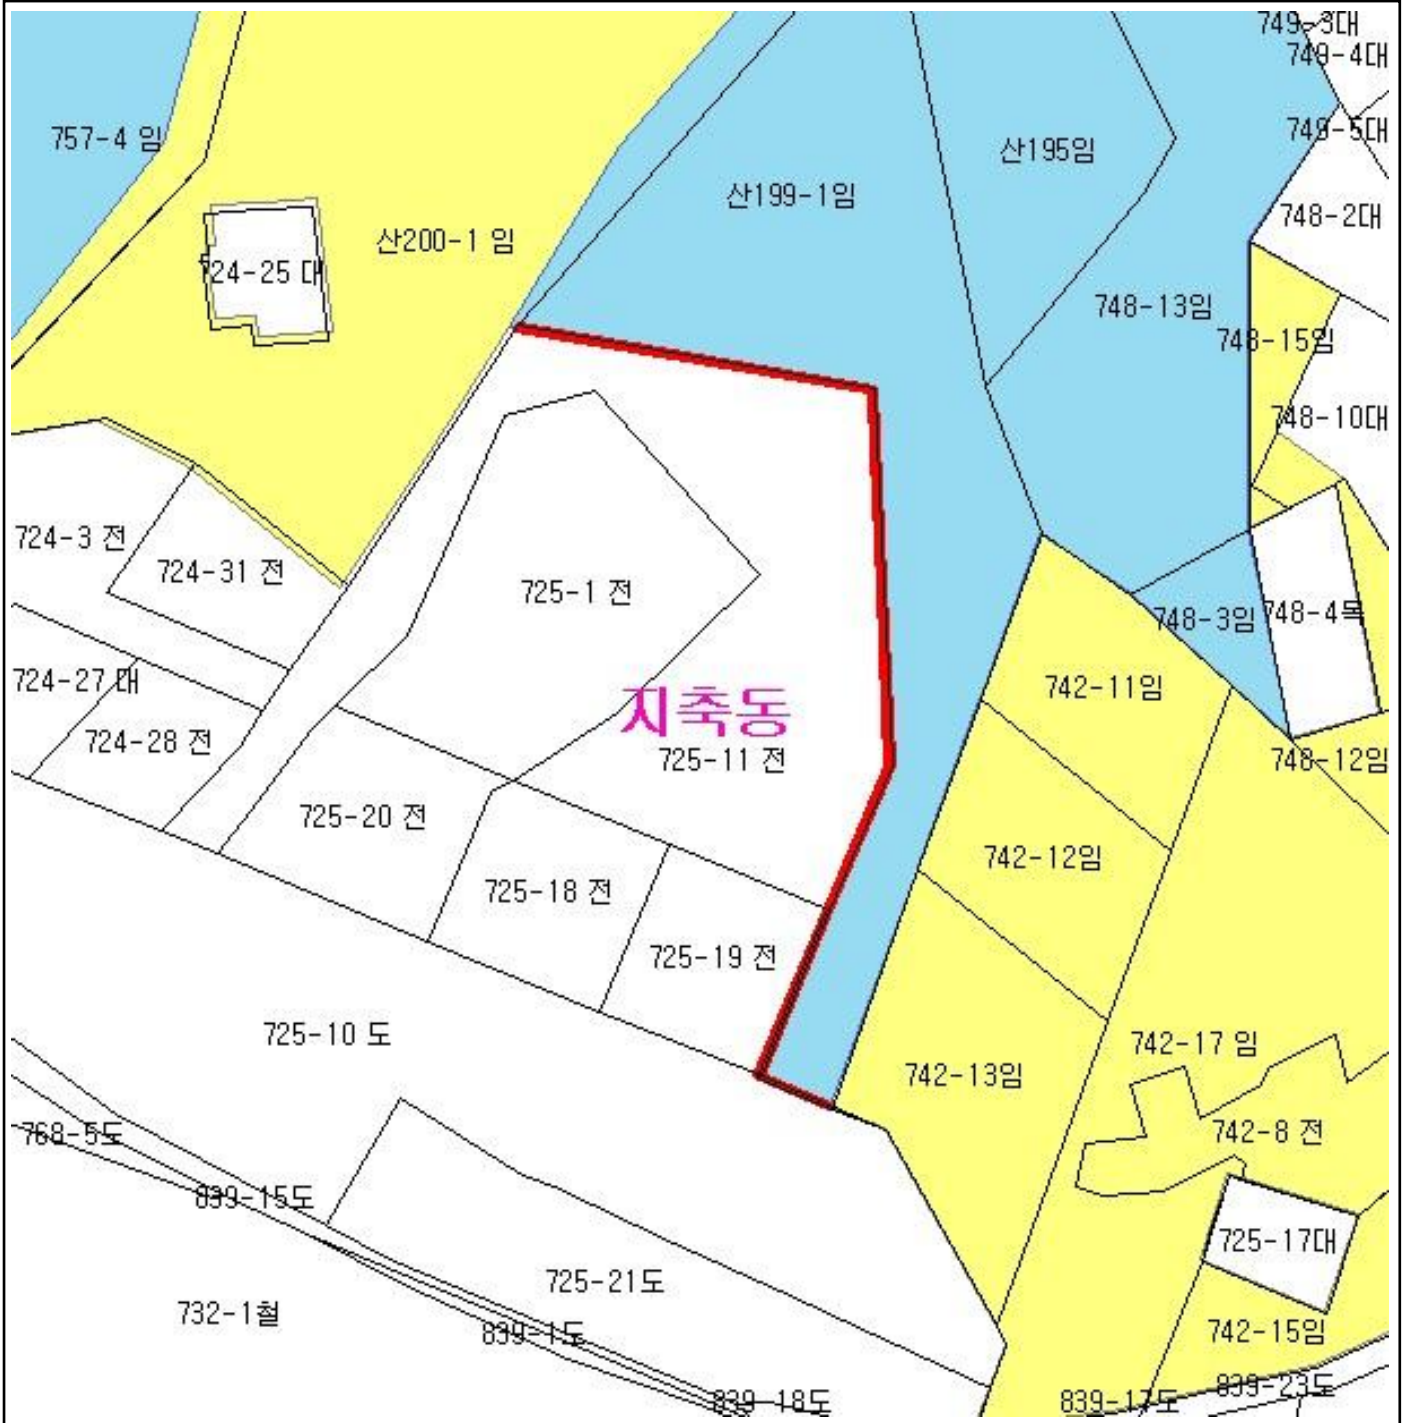 749-3대
749-4대
749-5대
757-4 임
산195임
산199-1임
748-2대
산200-1 임
724-25 대
748-13임
748-15임
748-10대
724-3 전
724-31 전
725-1 전
748-3임
748-4목
724-27 대
742-11임
지축동
724-28 전
725-11 전
748-12임
725-20 전
742-12임
725-18 전
725-19 전
725-10 도
742-17 임
742-13임
768-5도
742-8 전
839-15도
725-17대
725-21도
732-1철
839-1도
742-15임
839-18도
839-17도
839-23도